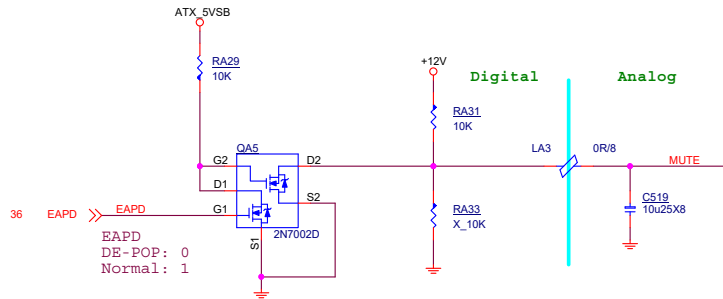 ATX_5VSB
RA29
10K
+12V
Digital
Analog
RA31
10K
LA3
0R/8
MUTE
QA5
G2
D2
D1
S2
36
EAPD
EAPD
G1
2N7002D
S1
RA33
X_10K
C519
10u25X8
EAPD
DE-POP: 0
Normal: 1